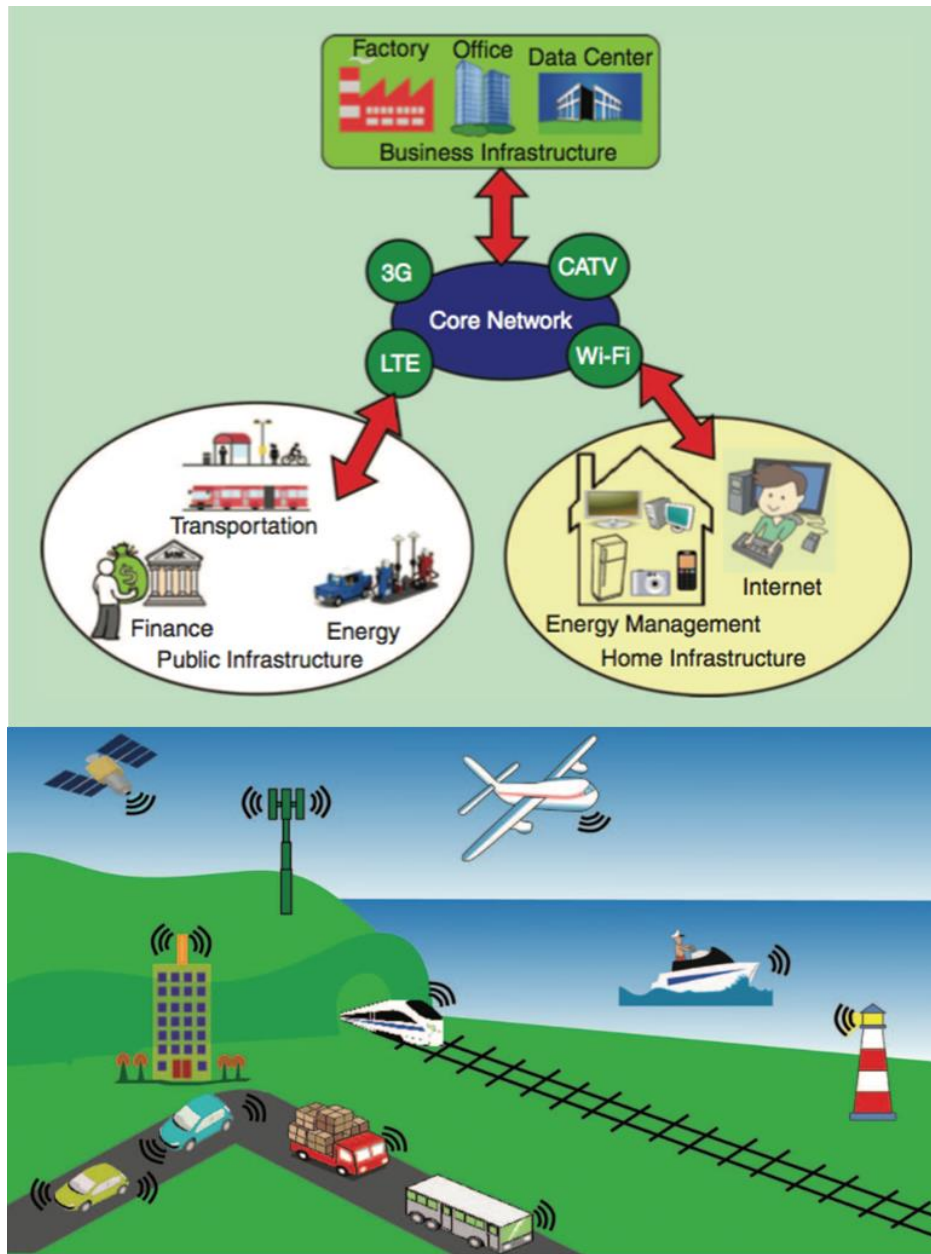 Factory
Office
Data Center
Business Infrastructure
3G
CATV
Core Network
LTE
Wi-Fi
Transportation
BANK
$
Finance
Energy
Public Infrastructure
Internet
Energy Management
Home Infrastructure